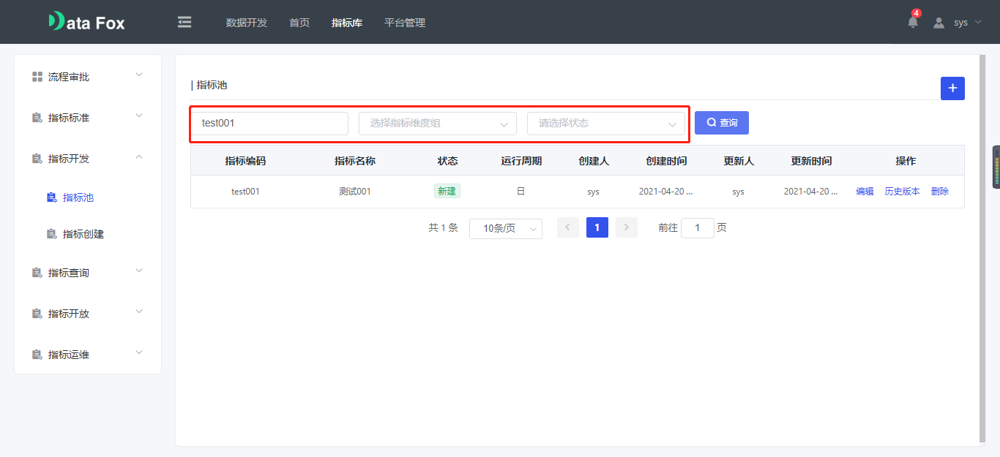 Data Fox
数据开发 首页 指标库 平台管理
4
sys
流程审批
指标标准
指标开发
指标池
指标创建
指标查询
指标开放
指标运维
指标池
+
test001 选择指标维度组 请选择状态 查询
指标编码 指标名称 状态 运行周期 创建人 创建时间 更新人 更新时间 操作
test001 测试001 新建 日 sys 2021-04-20 ... sys 2021-04-20 ... 编辑 历史版本 删除
共 1 条 10条/页 1 前往 1 页